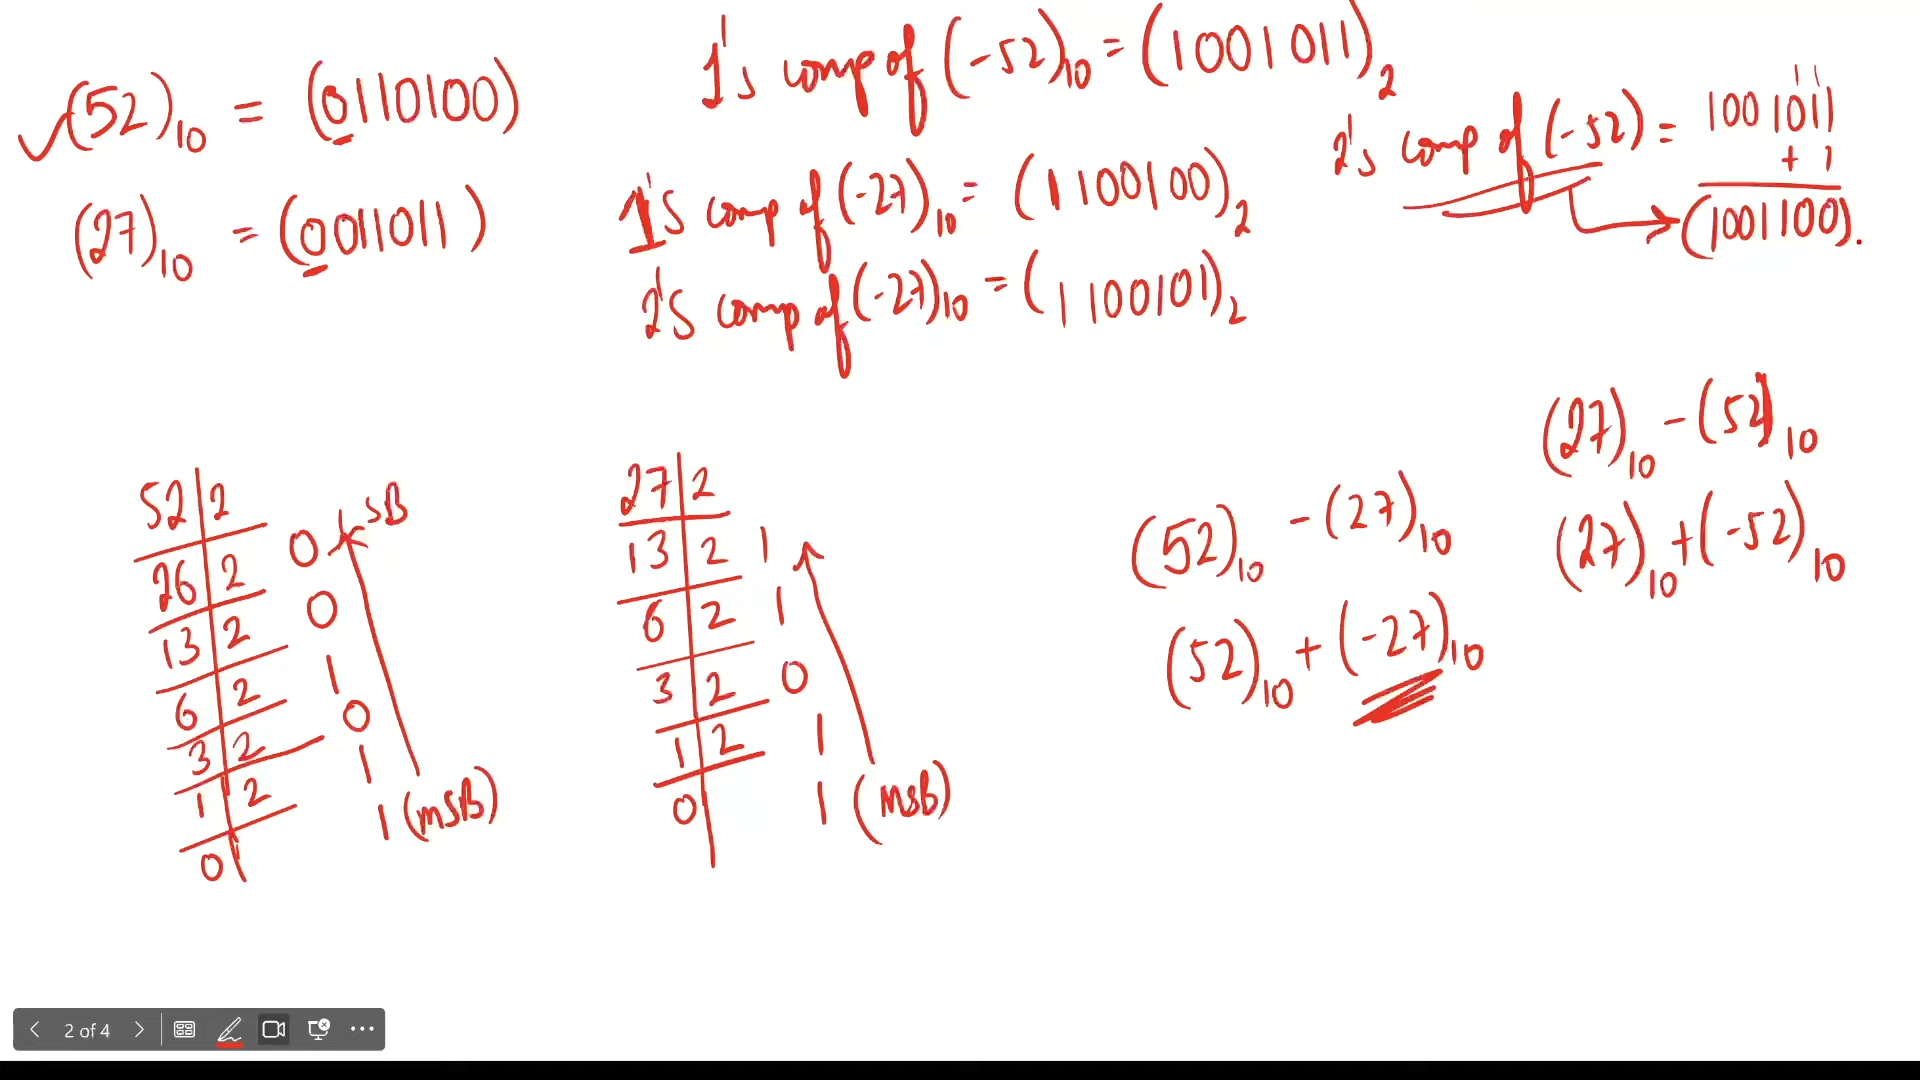 (52)10 = (0110100)
(27)10 = (0011011)
1's comp of (-52)10 = (1001011)2
1's comp of (-27)10 = (1100100)2
2's comp of (-27)10 = (1100101)2
2's comp of (-52) = 1001011
1 1
+ 1
(1001100).
52 2
26 2 0
13 2 0
6 2 1
3 2 0
1 2 1
0 1 (MSB)
27 2
13 2 1
6 2 1
3 2 0
1 2 1
0 1 (MSB)
(52)10 - (27)10
(52)10 + (-27)10
(27)10 - (52)10
(27)10 + (-52)10
2 of 4